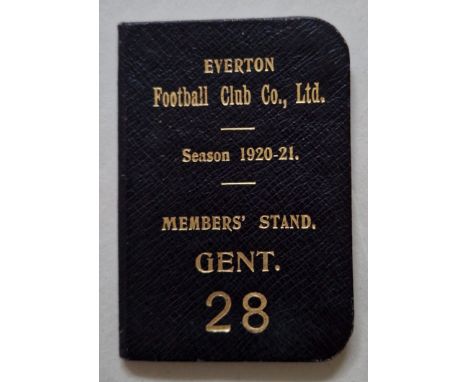 EVERTON
Football Club Co., Ltd.
Season 1920-21.
MEMBERS' STAND.
GENT.
28